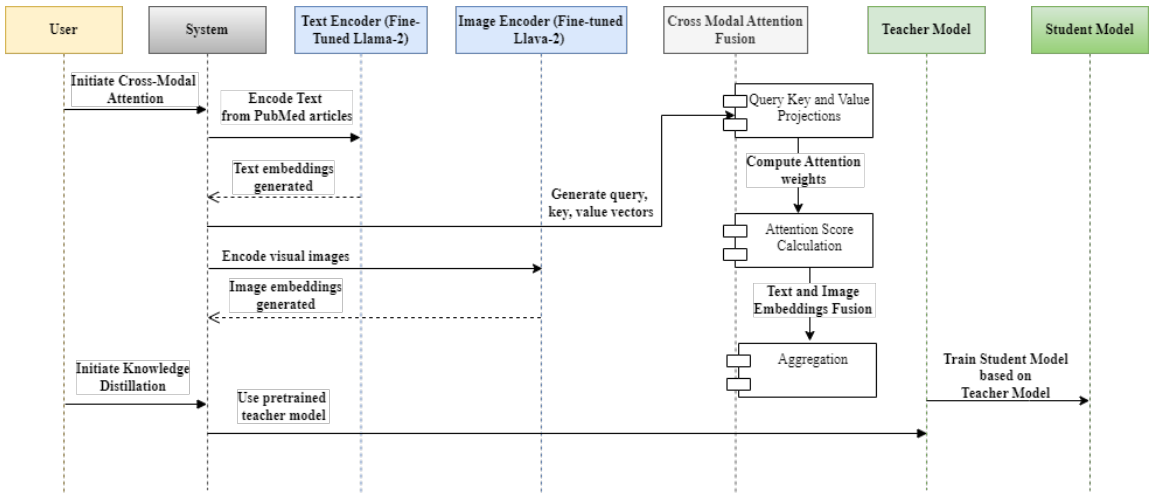 User
System
Text Encoder (Fine-
Tuned Llama-2)
Image Encoder (Fine-tuned
Llava-2)
Cross Modal Attention
Fusion
Teacher Model
Student Model
Initiate Cross-Modal
Attention
Encode Text
from PubMed articles
Query Key and Value
Projections
Text embeddings
generated
Compute Attention
weights
Generate query,
key, value vectors
Attention Score
Calculation
Encode visual images
Image embeddings
generated
Text and Image
Embeddings Fusion
Aggregation
Initiate Knowledge
Distillation
Train Student Model
based on
Teacher Model
Use pretrained
teacher model